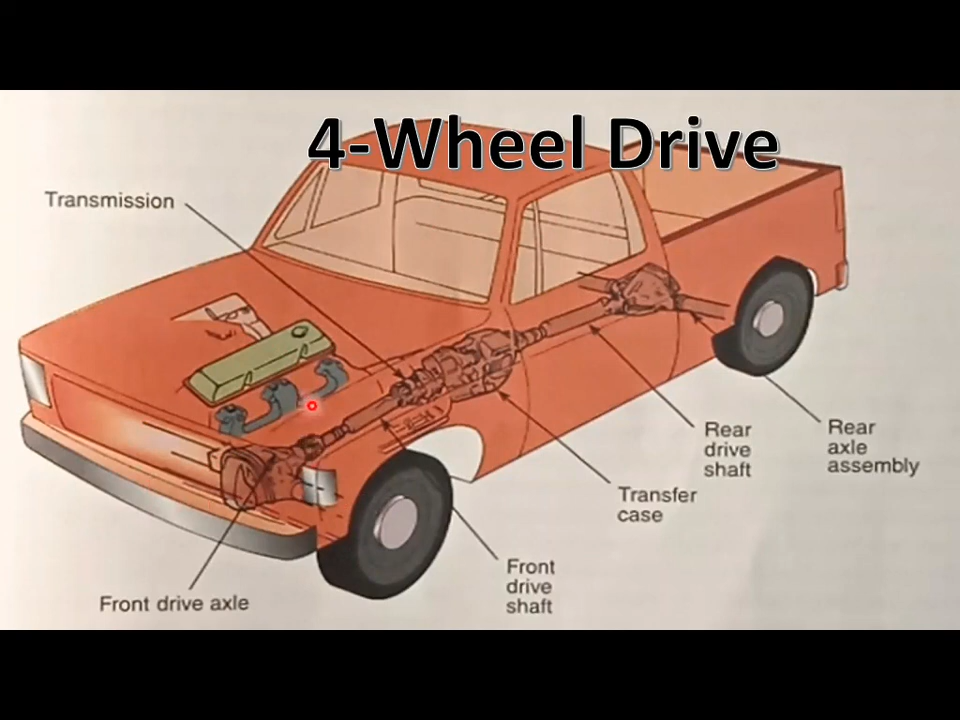 4-Wheel Drive
Transmission
Rear
drive
shaft
Rear
axle
assembly
Transfer
case
Front
drive
shaft
Front drive axle